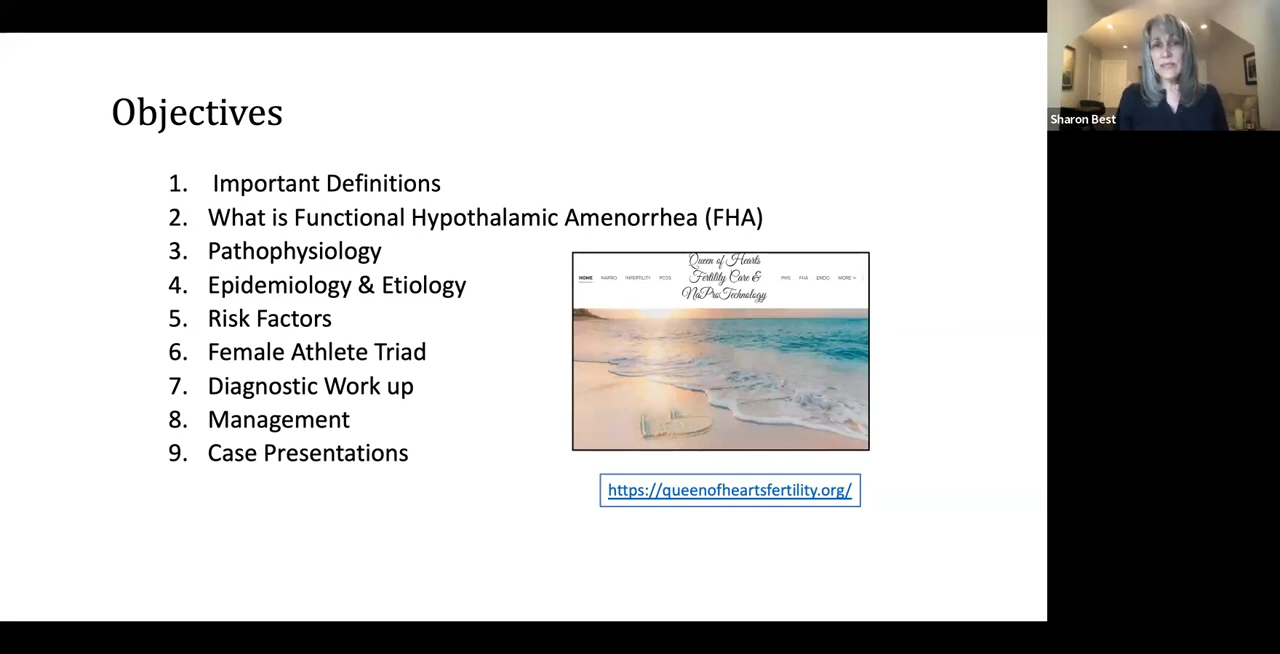 Objectives
1. Important Definitions
2. What is Functional Hypothalamic Amenorrhea (FHA)
3. Pathophysiology
4. Epidemiology & Etiology
5. Risk Factors
6. Female Athlete Triad
7. Diagnostic Work up
8. Management
9. Case Presentations
Queen of Hearts
Fertility Care &
NaProTechnology
HOME NAPRO INFERTILITY PCOS PMS FHA ENDO MORE
https://queenofheartsfertility.org/
Sharon Best